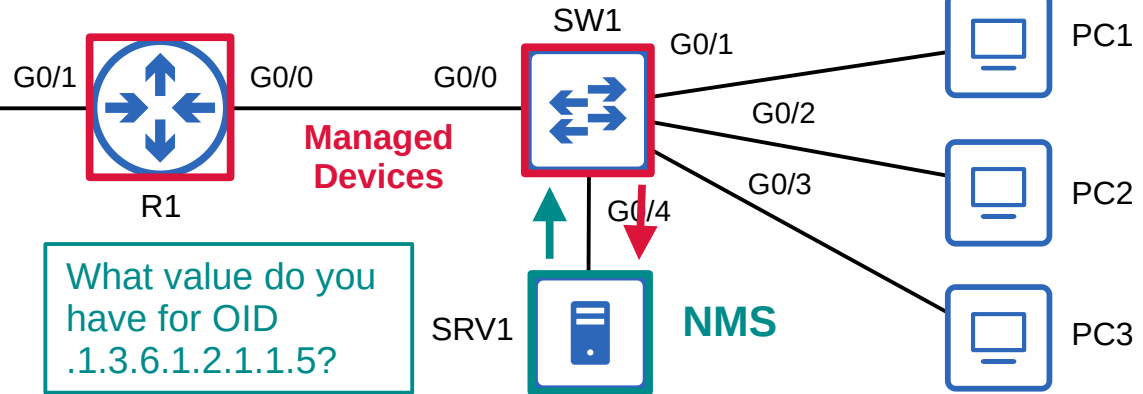 SW1
G0/1
PC1
G0/1
G0/0
G0/0
Managed
Devices
G0/2
R1
G0/3
PC2
G0/4
What value do you
have for OID
.1.3.6.1.2.1.1.5?
SRV1
NMS
PC3